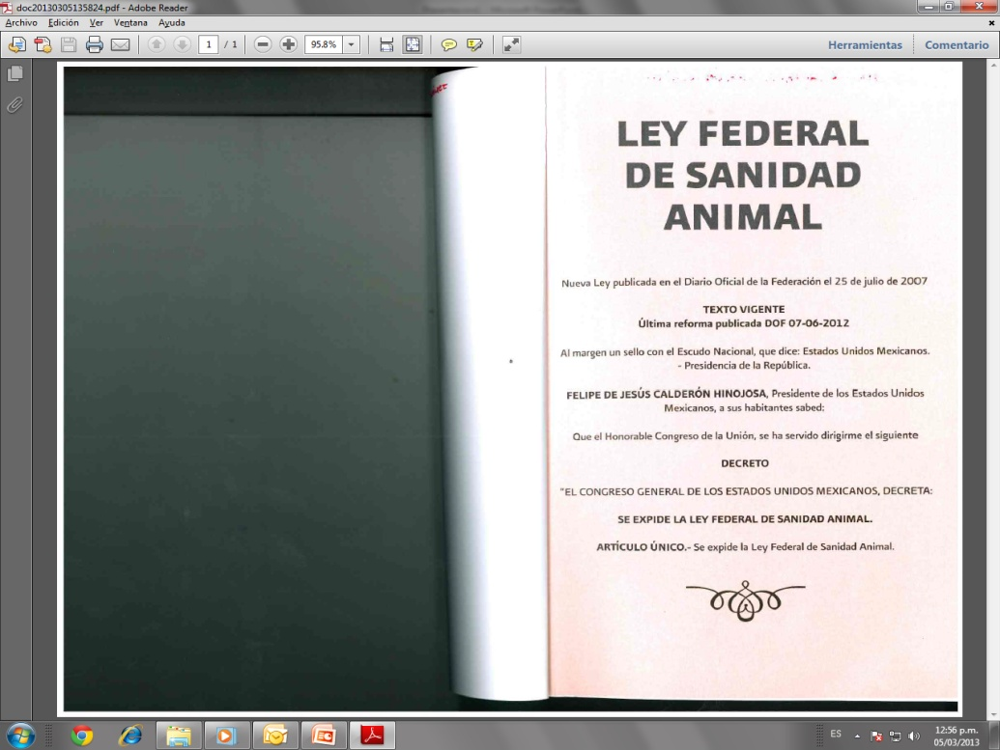 doc20130305135824.pdf - Adobe Reader
Archivo Edición Ver Ventana Ayuda
1 / 1 95.8% Herramientas Comentario
LEY FEDERAL
DE SANIDAD
ANIMAL
Nueva Ley publicada en el Diario Oficial de la Federación el 25 de julio de 2007
TEXTO VIGENTE
Última reforma publicada DOF 07-06-2012
Al margen un sello con el Escudo Nacional, que dice: Estados Unidos Mexicanos.
- Presidencia de la República.
FELIPE DE JESÚS CALDERÓN HINOJOSA, Presidente de los Estados Unidos
Mexicanos, a sus habitantes sabed:
Que el Honorable Congreso de la Unión, se ha servido dirigirme el siguiente
DECRETO
"EL CONGRESO GENERAL DE LOS ESTADOS UNIDOS MEXICANOS, DECRETA:
SE EXPIDE LA LEY FEDERAL DE SANIDAD ANIMAL.
ARTÍCULO ÚNICO.- Se expide la Ley Federal de Sanidad Animal.
ES 12:56 p.m.
05/03/2013